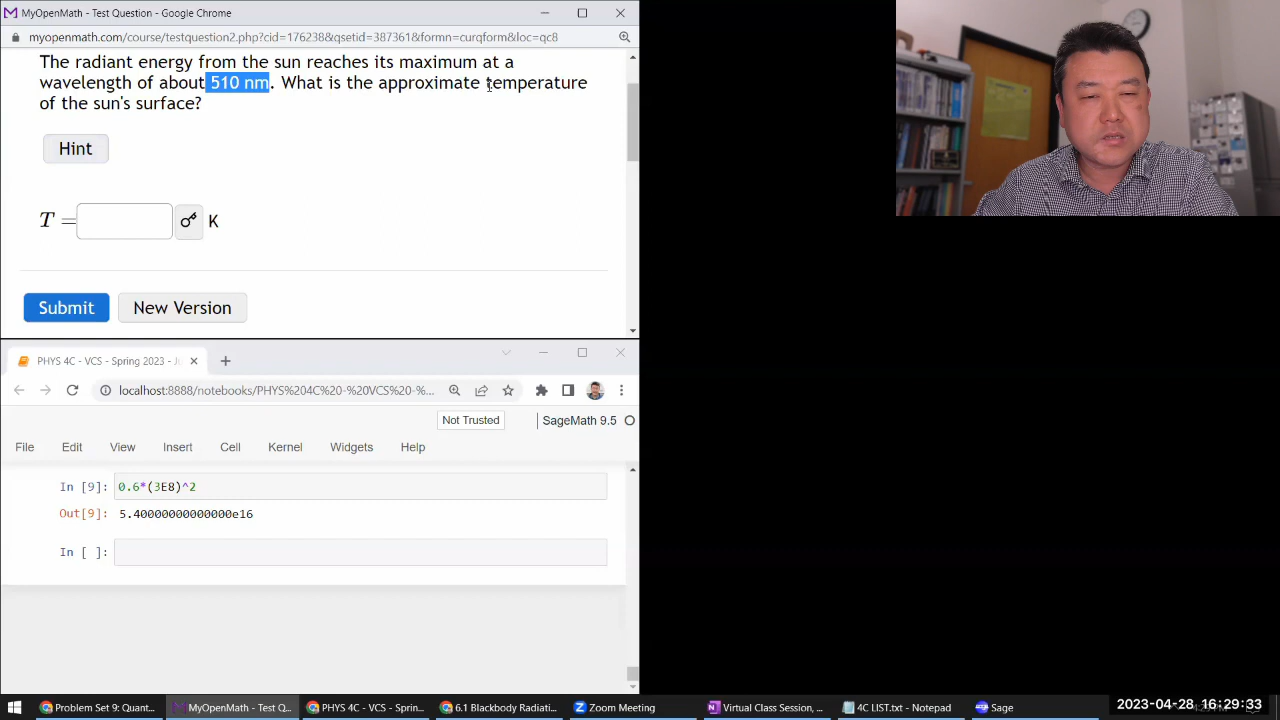 MyOpenMath - Test Question - Google Chrome
myopenmath.com/course/testquestion2.php?cid=176238&qsetid=387361&formn=curqform&loc=qc8
The radiant energy from the sun reaches its maximum at a
wavelength of about 510 nm. What is the approximate temperature
of the sun's surface?
Hint
T = K
Submit New Version
PHYS 4C - VCS - Spring 2023 - J
localhost:8888/notebooks/PHYS%204C%20-%20VCS%20-%...
Not Trusted SageMath 9.5
File Edit View Insert Cell Kernel Widgets Help
In [9]: 0.6*(3E8)^2
Out[9]: 5.40000000000000e16
In [ ]:
Problem Set 9: Quant... MyOpenMath - Test Q... PHYS 4C - VCS - Sprin... 6.1 Blackbody Radiati... Zoom Meeting Virtual Class Session, ... 4C LIST.txt - Notepad Sage 2023-04-28 16:29:33